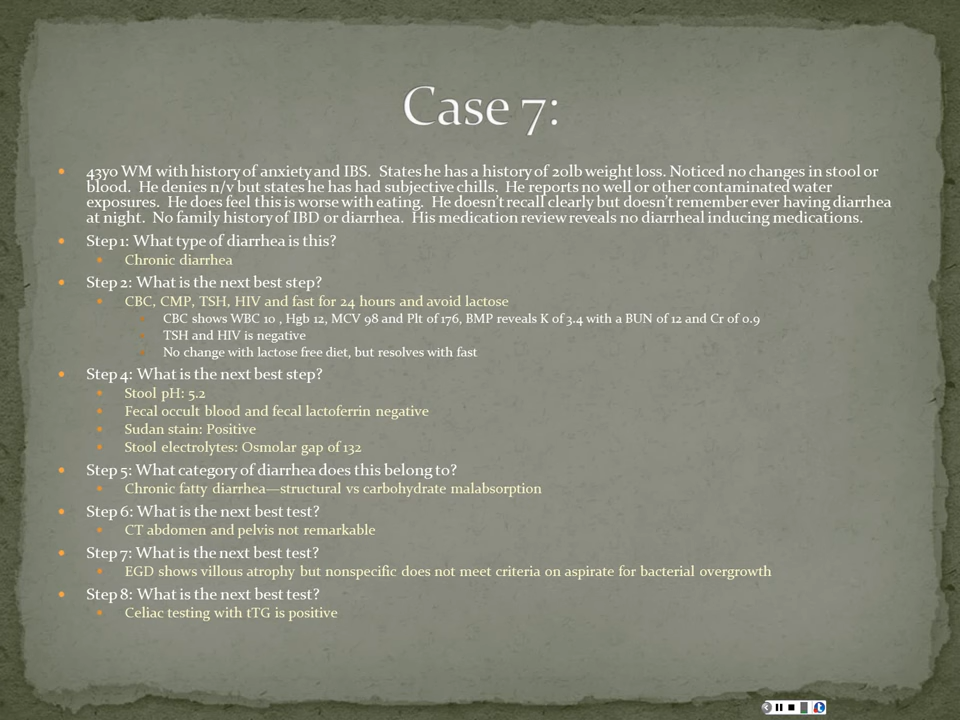 Case 7:
43yo WM with history of anxiety and IBS. States he has a history of 20lb weight loss. Noticed no changes in stool or
blood. He denies n/v but states he has had subjective chills. He reports no well or other contaminated water
exposures. He does feel this is worse with eating. He doesn't recall clearly but doesn't remember ever having diarrhea
at night. No family history of IBD or diarrhea. His medication review reveals no diarrheal inducing medications.
Step 1: What type of diarrhea is this?
Chronic diarrhea
Step 2: What is the next best step?
CBC, CMP, TSH, HIV and fast for 24 hours and avoid lactose
CBC shows WBC 10 , Hgb 12, MCV 98 and Plt of 176, BMP reveals K of 3.4 with a BUN of 12 and Cr of 0.9
TSH and HIV is negative
No change with lactose free diet, but resolves with fast
Step 4: What is the next best step?
Stool pH: 5.2
Fecal occult blood and fecal lactoferrin negative
Sudan stain: Positive
Stool electrolytes: Osmolar gap of 132
Step 5: What category of diarrhea does this belong to?
Chronic fatty diarrhea—structural vs carbohydrate malabsorption
Step 6: What is the next best test?
CT abdomen and pelvis not remarkable
Step 7: What is the next best test?
EGD shows villous atrophy but nonspecific does not meet criteria on aspirate for bacterial overgrowth
Step 8: What is the next best test?
Celiac testing with tTG is positive